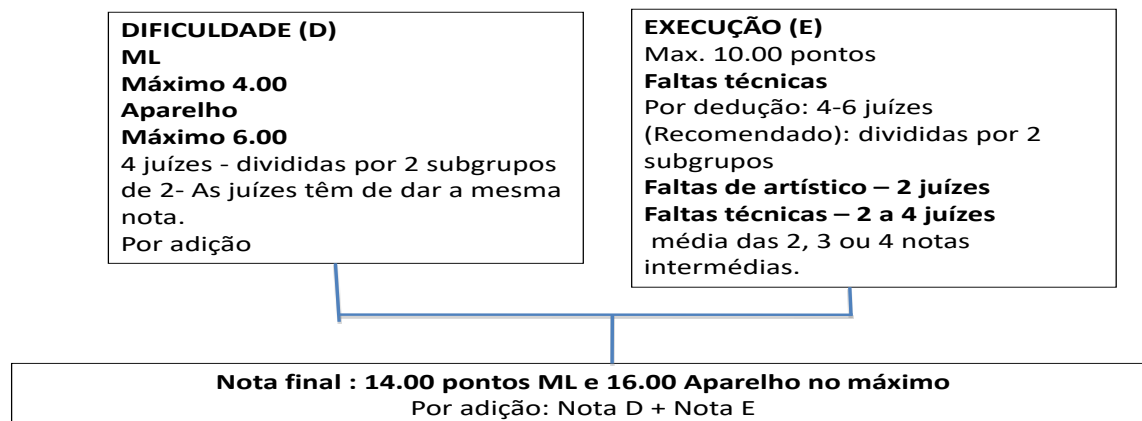 DIFICULDADE (D)
ML
Máximo 4.00
Aparelho
Máximo 6.00
4 juízes - divididas por 2 subgrupos
de 2- As juízes têm de dar a mesma
nota.
Por adição
EXECUÇÃO (E)
Max. 10.00 pontos
Faltas técnicas
Por dedução: 4-6 juízes
(Recomendado): divididas por 2
subgrupos
Faltas de artístico – 2 juízes
Faltas técnicas – 2 a 4 juízes
média das 2, 3 ou 4 notas
intermédias.
Nota final : 14.00 pontos ML e 16.00 Aparelho no máximo
Por adição: Nota D + Nota E